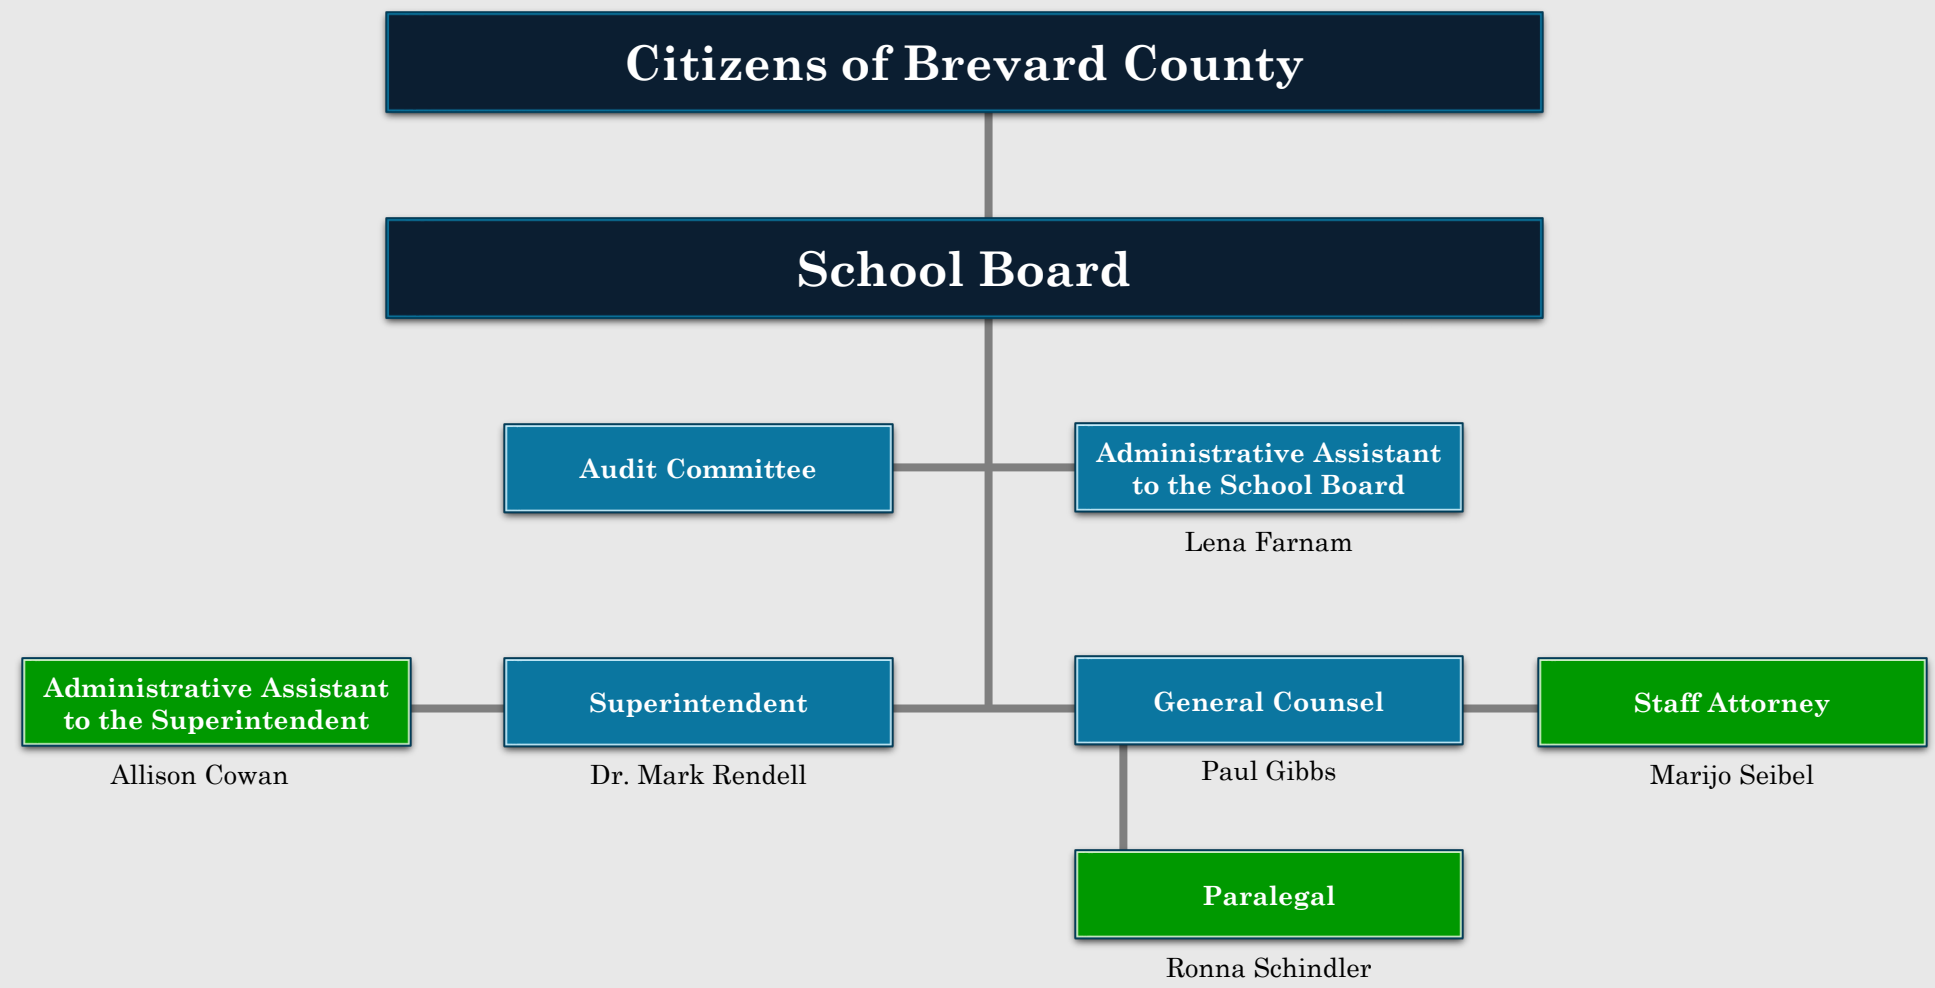 Citizens of Brevard County
School Board
Audit Committee
Administrative Assistant
to the School Board
Lena Farnam
Administrative Assistant
to the Superintendent
Allison Cowan
Superintendent
Dr. Mark Rendell
General Counsel
Paul Gibbs
Staff Attorney
Marijo Seibel
Paralegal
Ronna Schindler